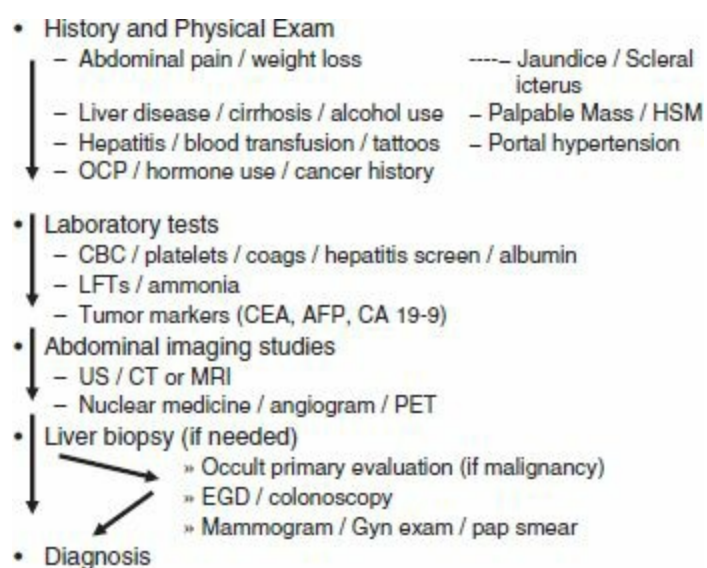 • History and Physical Exam
– Abdominal pain / weight loss ----– Jaundice / Scleral
icterus
– Liver disease / cirrhosis / alcohol use – Palpable Mass / HSM
– Hepatitis / blood transfusion / tattoos – Portal hypertension
– OCP / hormone use / cancer history
• Laboratory tests
– CBC / platelets / coags / hepatitis screen / albumin
– LFTs / ammonia
– Tumor markers (CEA, AFP, CA 19-9)
• Abdominal imaging studies
– US / CT or MRI
– Nuclear medicine / angiogram / PET
• Liver biopsy (if needed)
» Occult primary evaluation (if malignancy)
» EGD / colonoscopy
» Mammogram / Gyn exam / pap smear
• Diagnosis